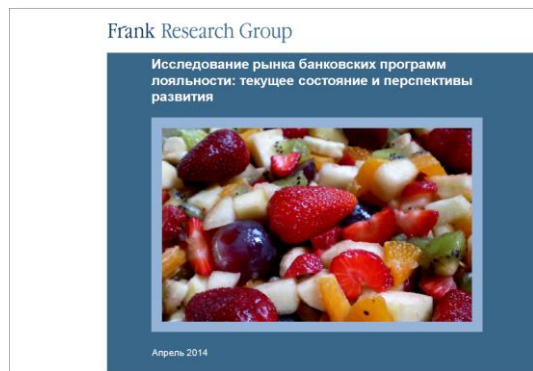 Frank Research Group
Исследование рынка банковских программ
лояльности: текущее состояние и перспективы
развития
Апрель 2014